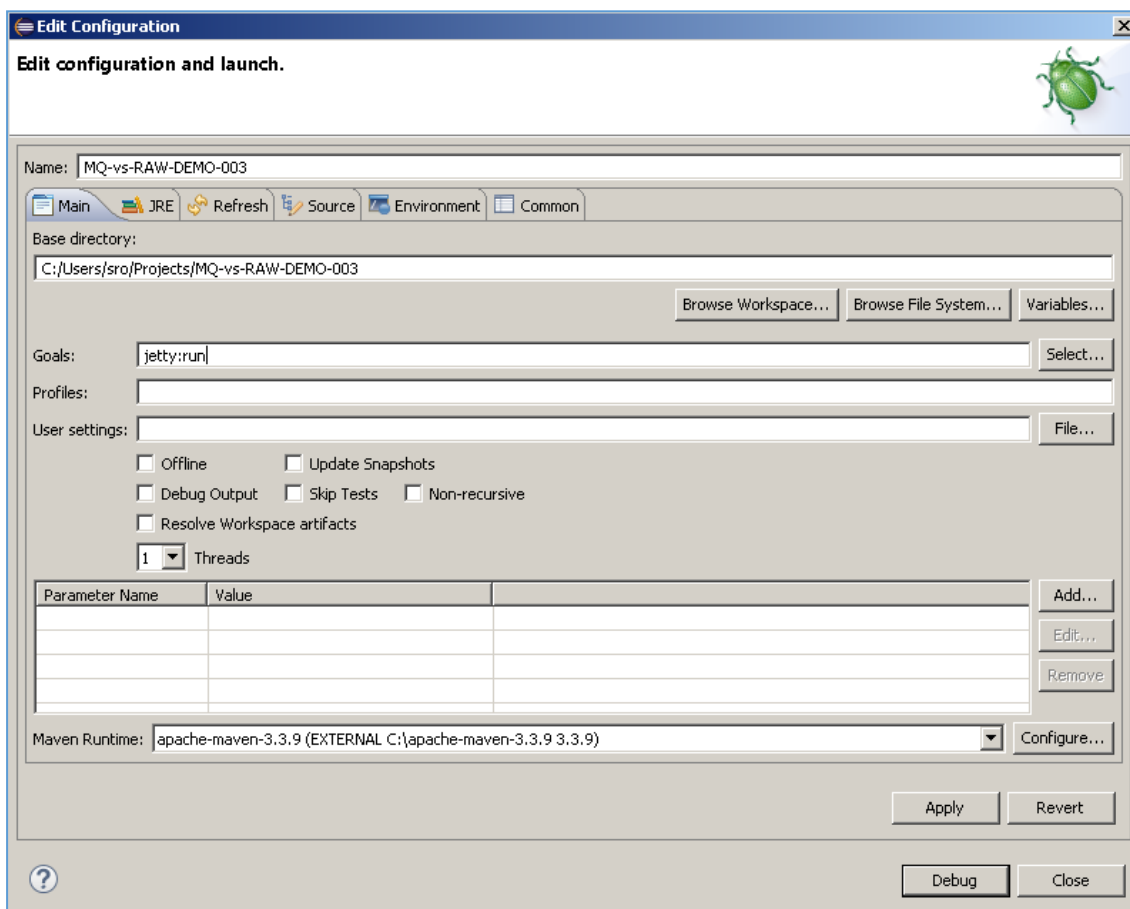 Edit Configuration
Edit configuration and launch.
Name: MQ-vs-RAW-DEMO-003
Main JRE Refresh Source Environment Common
Base directory:
C:/Users/sro/Projects/MQ-vs-RAW-DEMO-003
Browse Workspace... Browse File System... Variables...
Goals: jetty:run Select...
Profiles:
User settings: File...
Offline Update Snapshots
Debug Output Skip Tests Non-recursive
Resolve Workspace artifacts
1 Threads
Parameter Name Value Add...
Edit...
Remove
Maven Runtime: apache-maven-3.3.9 (EXTERNAL C:\apache-maven-3.3.9 3.3.9) Configure...
Apply Revert
? Debug Close